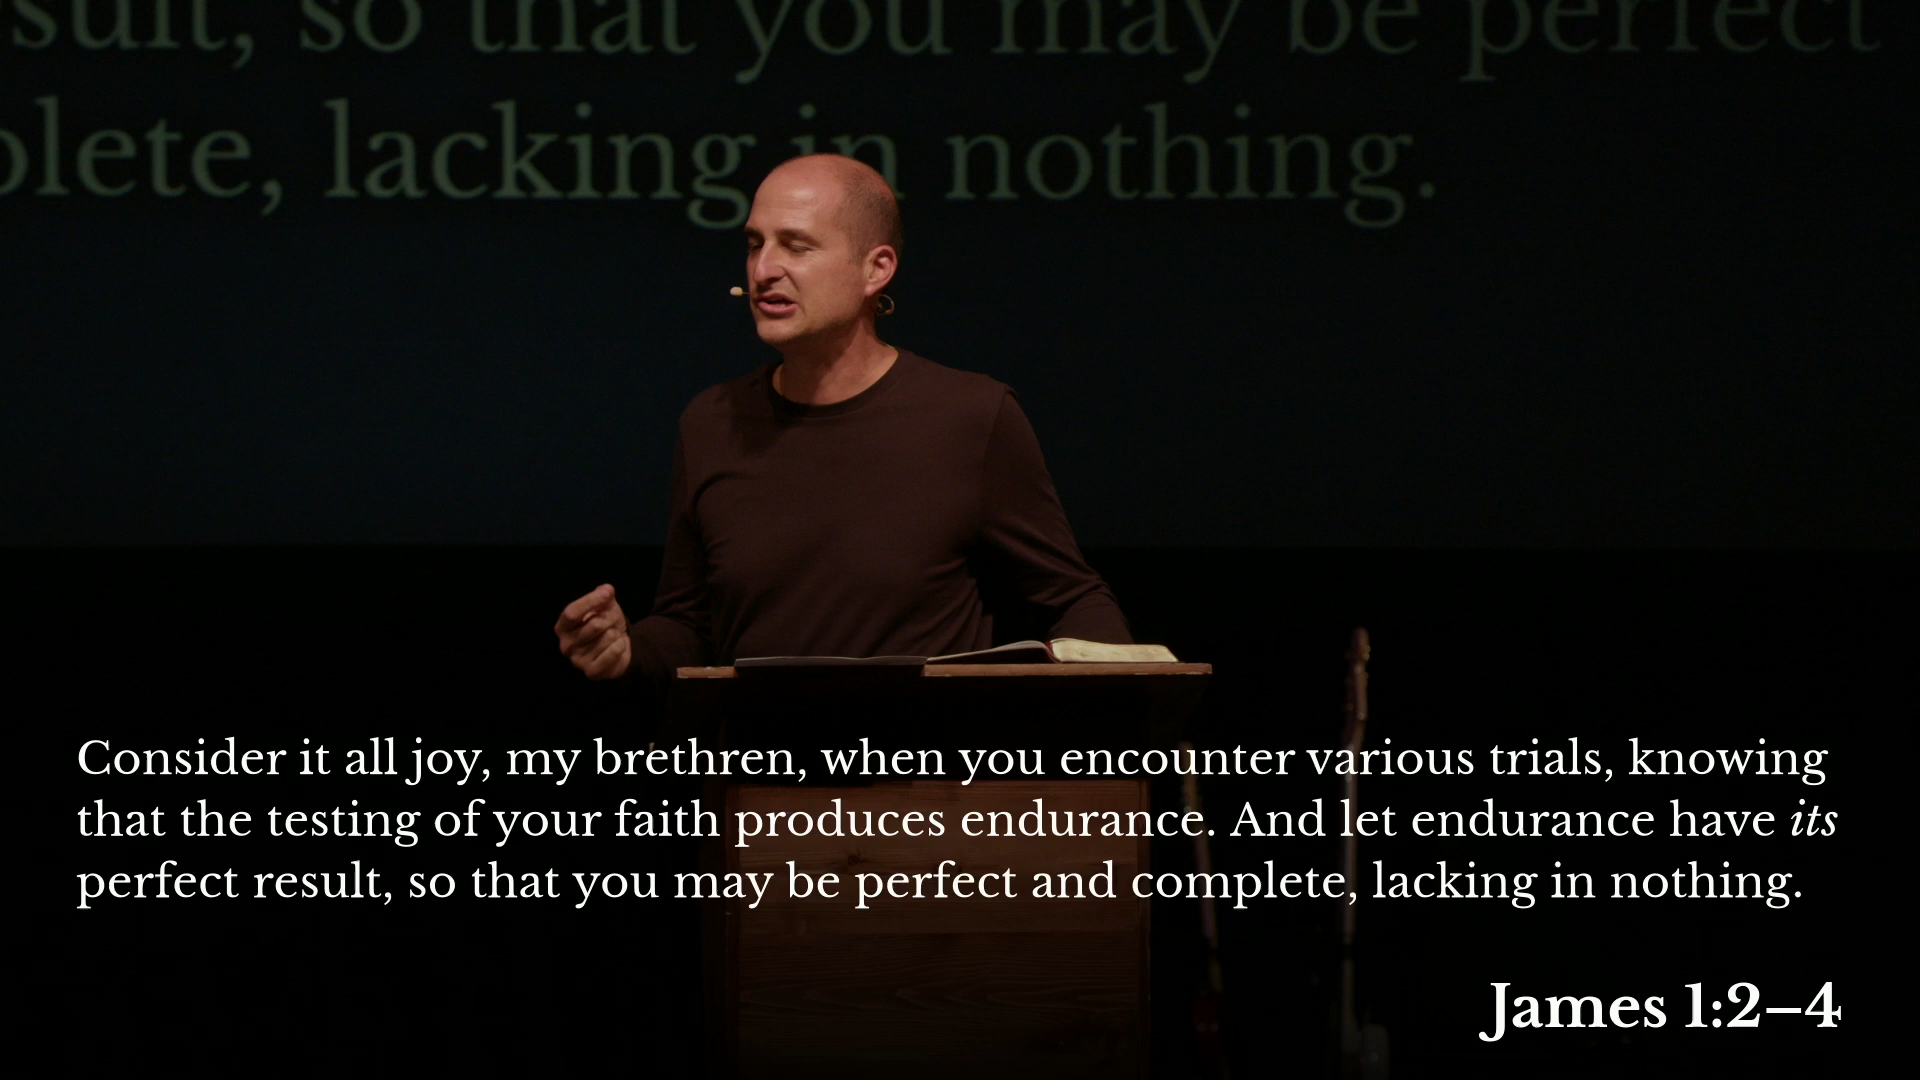 sult, so that you may be perfect
plete, lacking in nothing.
Consider it all joy, my brethren, when you encounter various trials, knowing
that the testing of your faith produces endurance. And let endurance have its
perfect result, so that you may be perfect and complete, lacking in nothing.
James 1:2–4